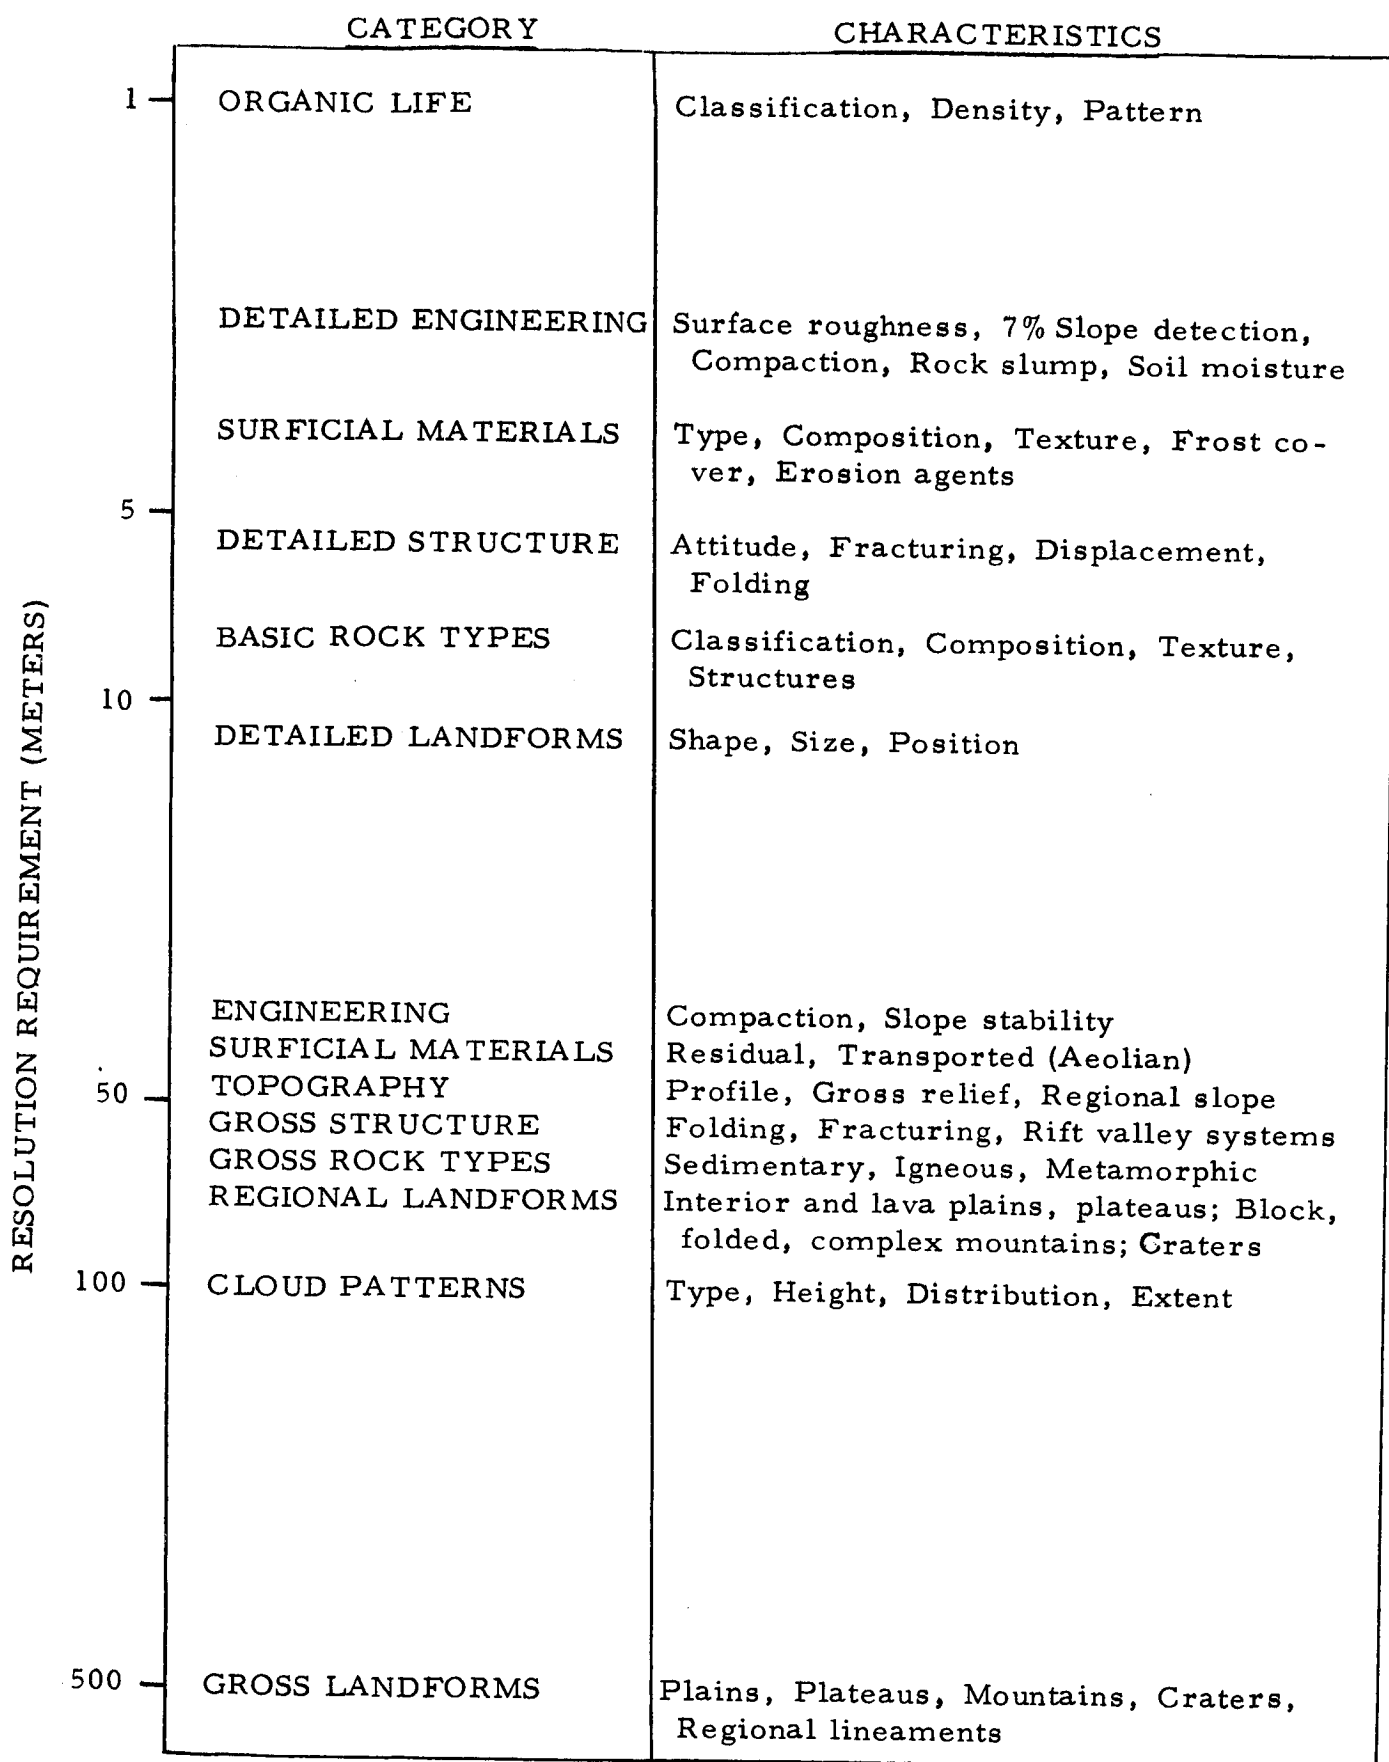 CATEGORY CHARACTERISTICS
1 ORGANIC LIFE Classification, Density, Pattern
DETAILED ENGINEERING Surface roughness, 7% Slope detection,
Compaction, Rock slump, Soil moisture
SURFICIAL MATERIALS Type, Composition, Texture, Frost co-
ver, Erosion agents
5
DETAILED STRUCTURE Attitude, Fracturing, Displacement,
Folding
BASIC ROCK TYPES Classification, Composition, Texture,
Structures
10
DETAILED LANDFORMS Shape, Size, Position
RESOLUTION REQUIREMENT (METERS)
ENGINEERING Compaction, Slope stability
SURFICIAL MATERIALS Residual, Transported (Aeolian)
50 TOPOGRAPHY Profile, Gross relief, Regional slope
GROSS STRUCTURE Folding, Fracturing, Rift valley systems
GROSS ROCK TYPES Sedimentary, Igneous, Metamorphic
REGIONAL LANDFORMS Interior and lava plains, plateaus; Block,
folded, complex mountains; Craters
100 CLOUD PATTERNS Type, Height, Distribution, Extent
500 GROSS LANDFORMS Plains, Plateaus, Mountains, Craters,
Regional lineaments